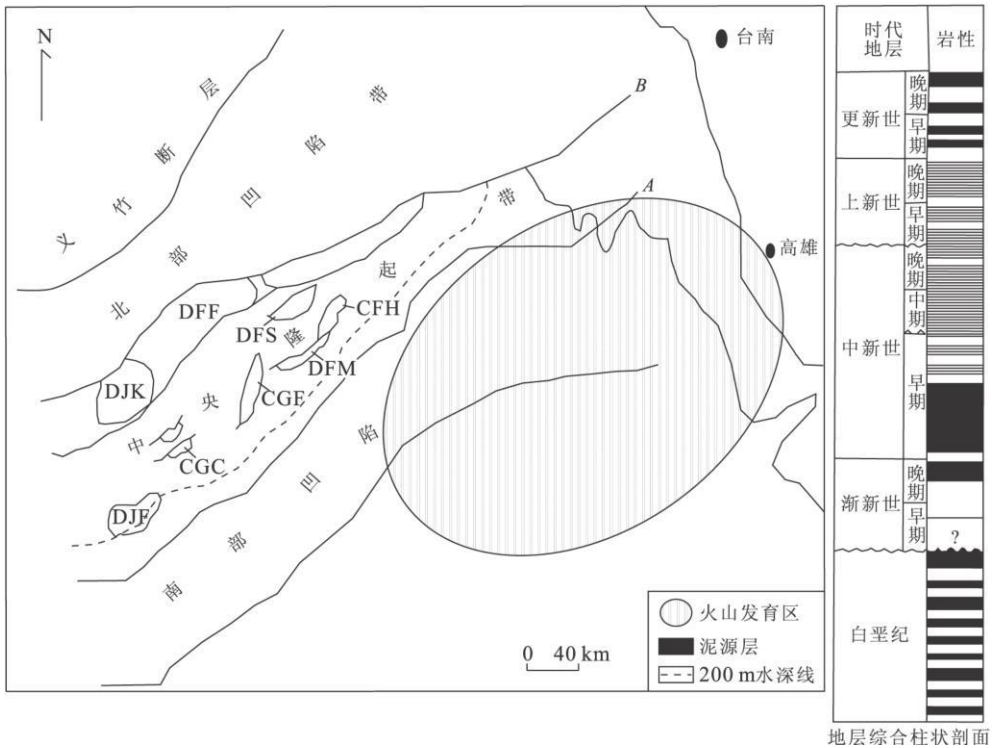 N
台南
B
A
高雄
义竹断层
北部凹陷带
中央隆起带
南部凹陷
DFF
DFS
CFH
DFM
DJK
CGE
CGC
DJF
火山发育区
泥源层
200 m水深线
0 40 km
时代地层
岩性
更新世
晚期
早期
上新世
晚期
早期
中新世
晚期
中期
早期
渐新世
晚期
早期
?
白垩纪
地层综合柱状剖面